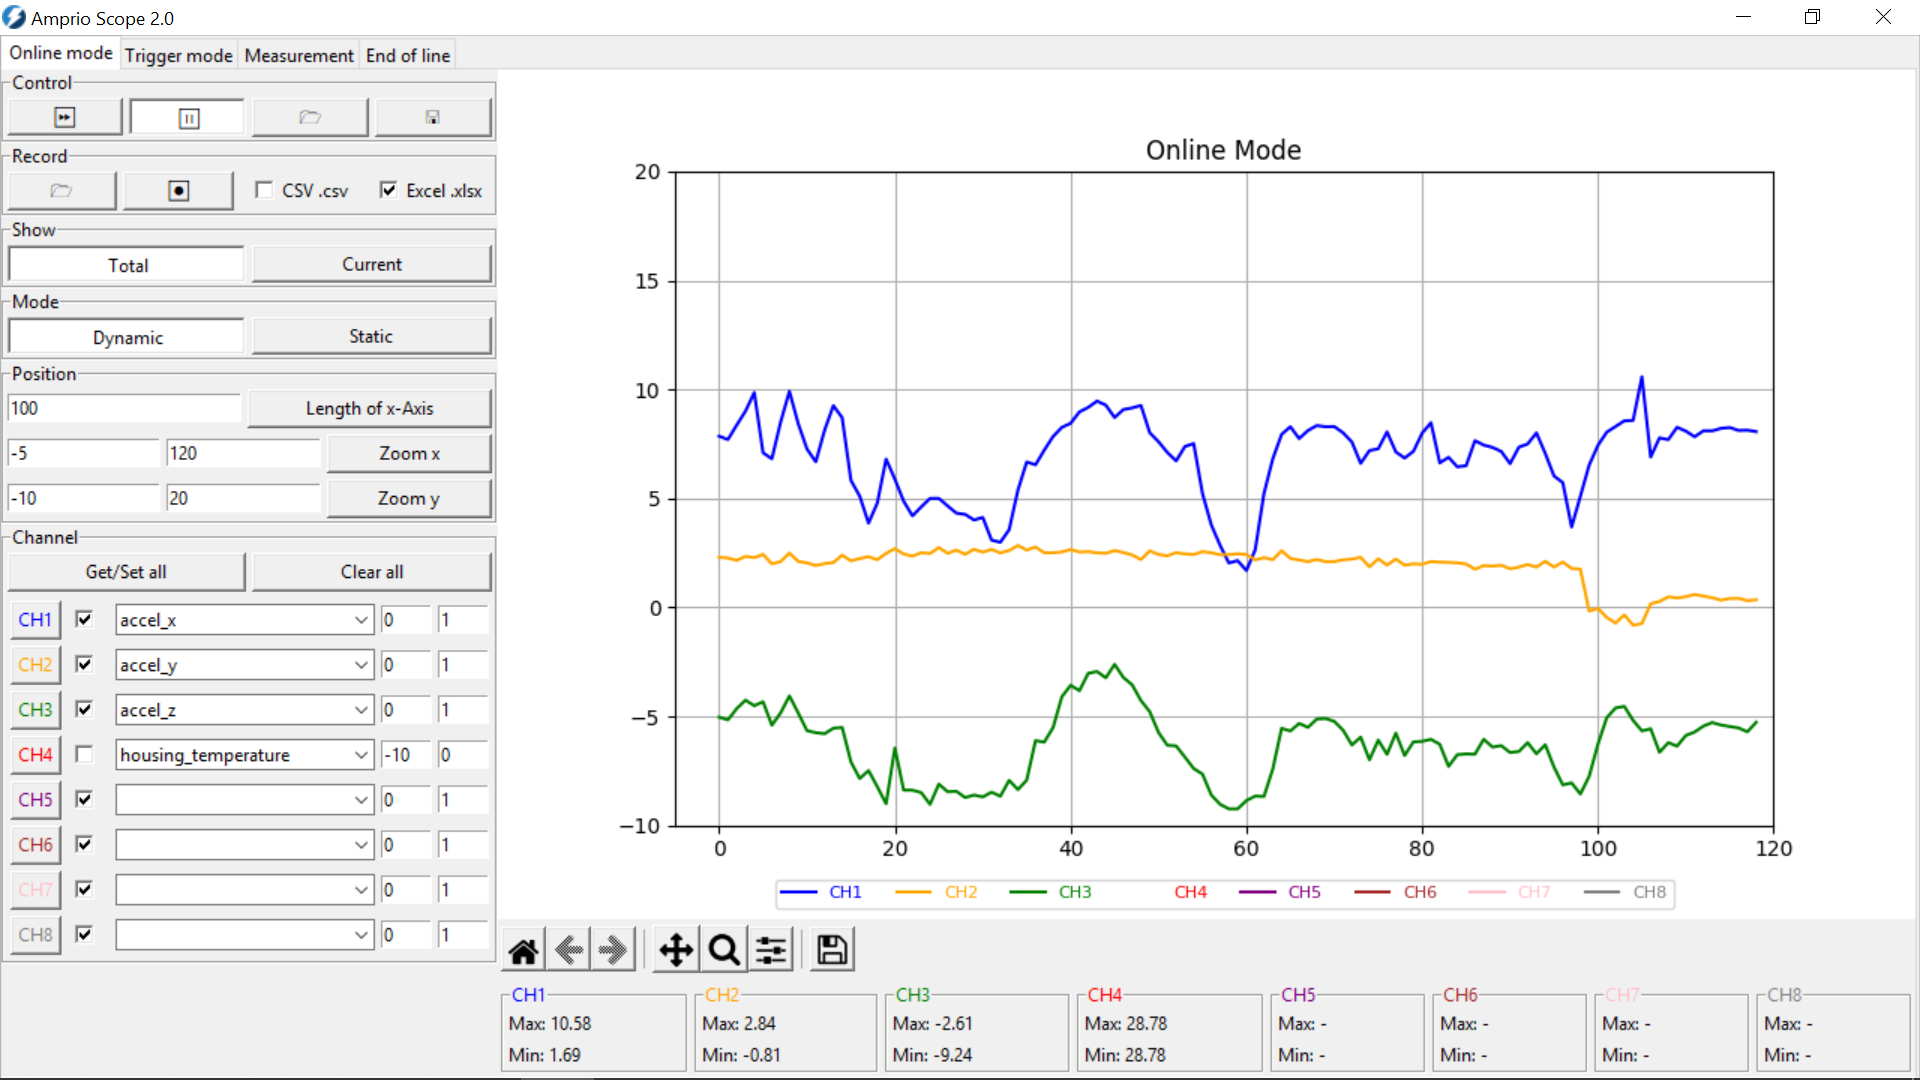 Amprio Scope 2.0
Online mode Trigger mode Measurement End of line
Control
Record
CSV .csv Excel .xlsx
Show
Total Current
Mode
Dynamic Static
Position
100 Length of x-Axis
-5 120 Zoom x
-10 20 Zoom y
Channel
Get/Set all Clear all
CH1 accel_x 0 1
CH2 accel_y 0 1
CH3 accel_z 0 1
CH4 housing_temperature -10 0
CH5 0 1
CH6 0 1
CH7 0 1
CH8 0 1
Online Mode
20
15
10
5
0
−5
−10
0 20 40 60 80 100 120
CH1 CH2 CH3 CH4 CH5 CH6 CH7 CH8
CH1 CH2 CH3 CH4 CH5 CH6 CH7 CH8
Max: 10.58 Max: 2.84 Max: -2.61 Max: 28.78 Max: - Max: - Max: - Max: -
Min: 1.69 Min: -0.81 Min: -9.24 Min: 28.78 Min: - Min: - Min: - Min: -